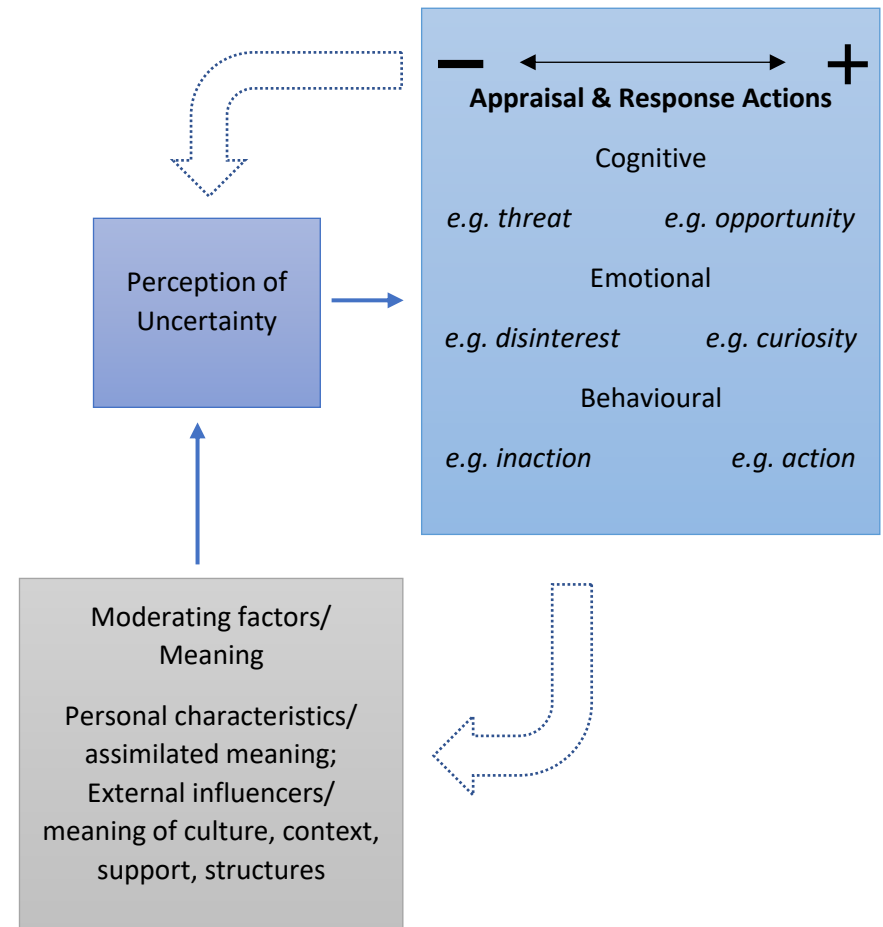 − +
Appraisal & Response Actions
Cognitive
e.g. threat e.g. opportunity
Emotional
e.g. disinterest e.g. curiosity
Behavioural
e.g. inaction e.g. action
Perception of
Uncertainty
Moderating factors/
Meaning
Personal characteristics/
assimilated meaning;
External influencers/
meaning of culture, context,
support, structures